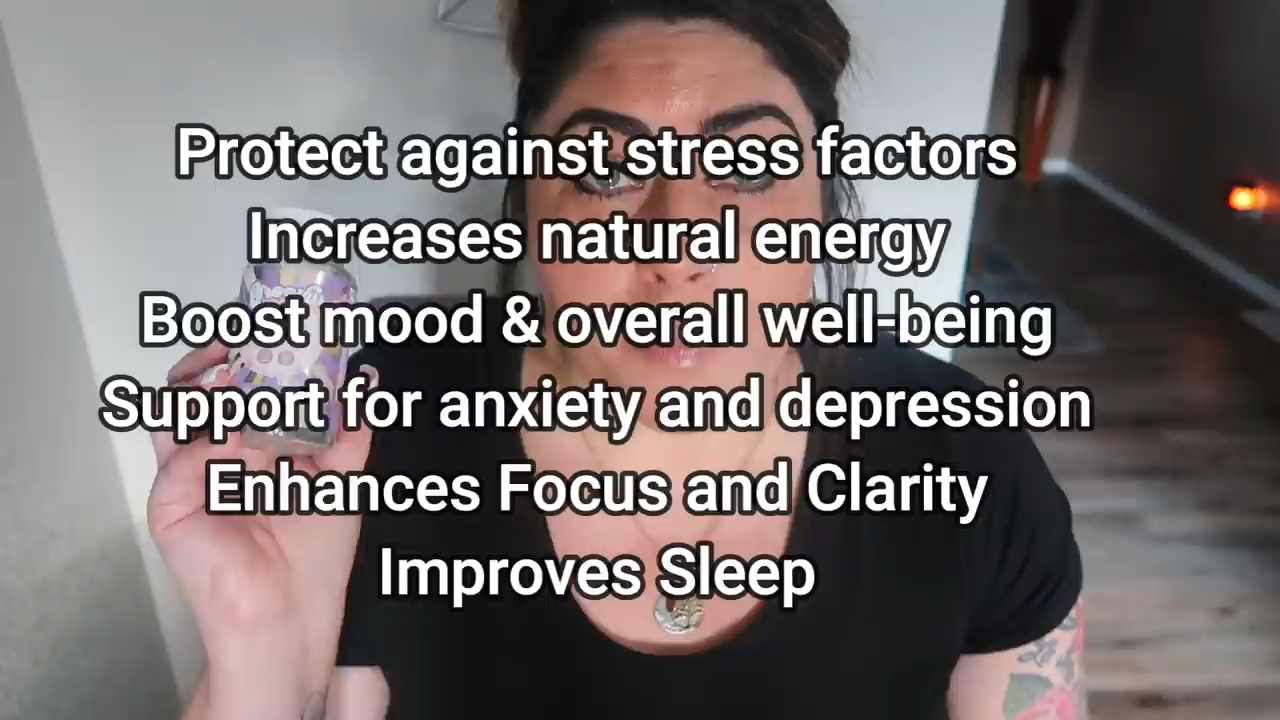 Protect against stress factors
Increases natural energy
Boost mood & overall well-being
Support for anxiety and depression
Enhances Focus and Clarity
Improves Sleep